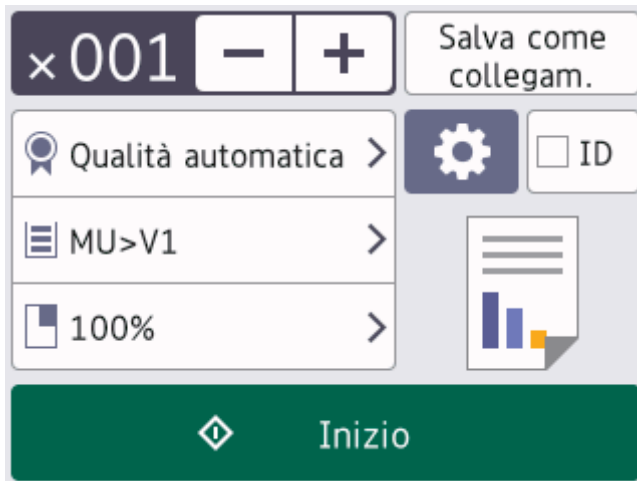 ×001 − +
Salva come
collegam.
Qualità automatica >
ID
MU>V1 >
100% >
Inizio